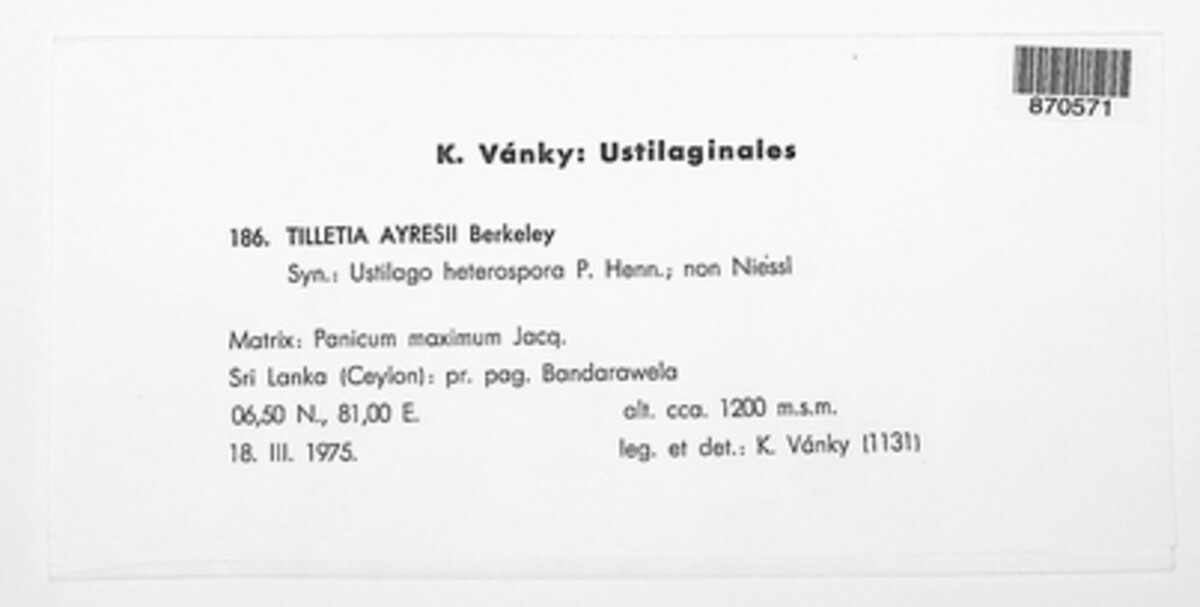 870571
K. Vánky: Ustilaginales
186. TILLETIA AYRESII Berkeley
Syn.: Ustilago heterospora P. Henn.; non Niessl
Matrix: Panicum maximum Jacq.
Sri Lanka (Ceylon): pr. pag. Bandarawela
06,50 N., 81,00 E. alt. cca. 1200 m.s.m.
18. III. 1975. leg. et det.: K. Vánky (1131)